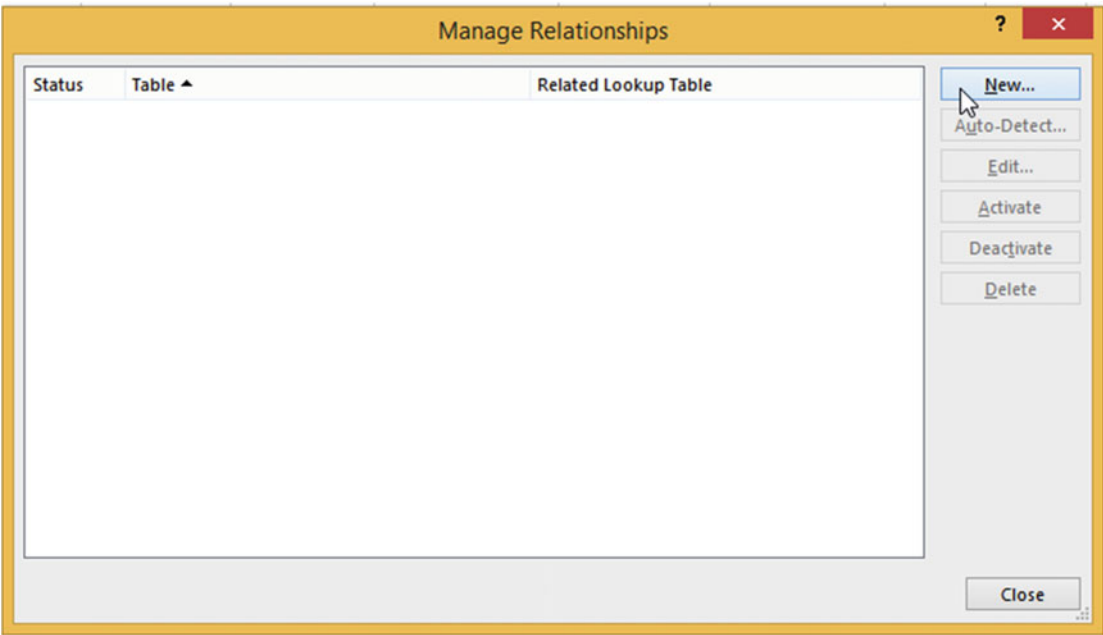 Manage Relationships
?
Status Table Related Lookup Table
New...
Auto-Detect...
Edit...
Activate
Deactivate
Delete
Close